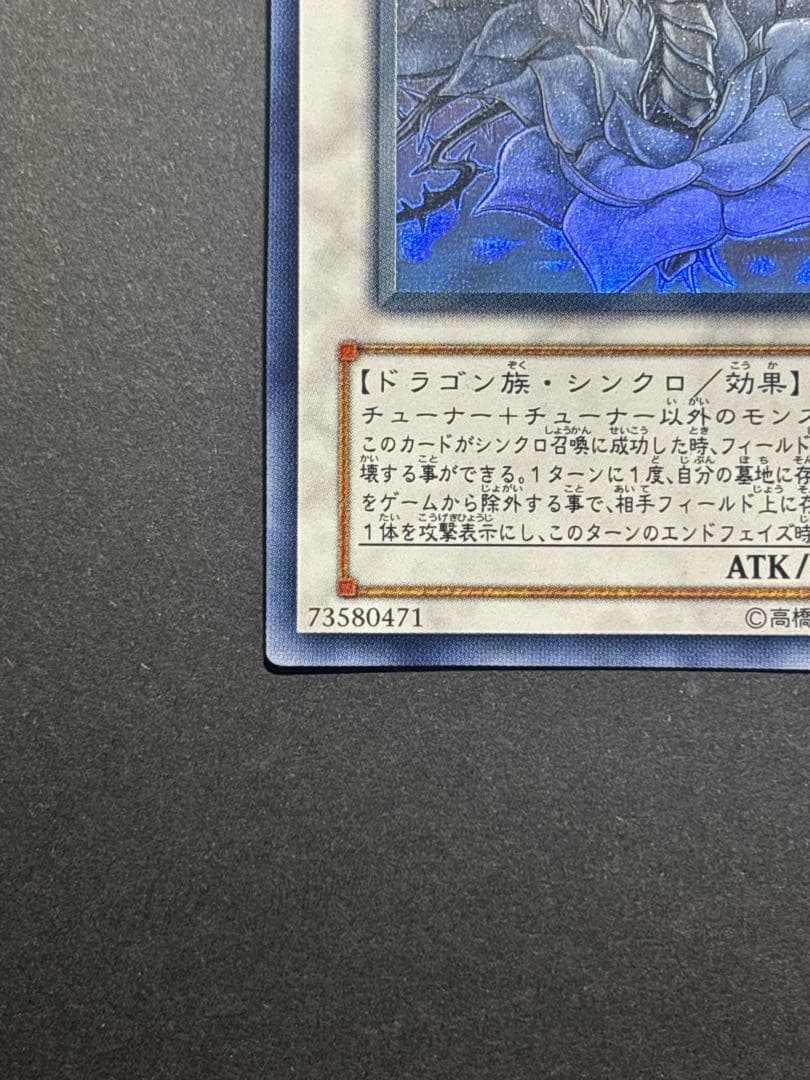 【ドラゴン族・シンクロ／効果】
チューナー＋チューナー以外のモンス
このカードがシンクロ召喚に成功した時、フィールド
壊する事ができる。1ターンに1度、自分の墓地に存
をゲームから除外する事で、相手フィールド上に存
1体を攻撃表示にし、このターンのエンドフェイズ時
ATK/
73580471 ©高橋